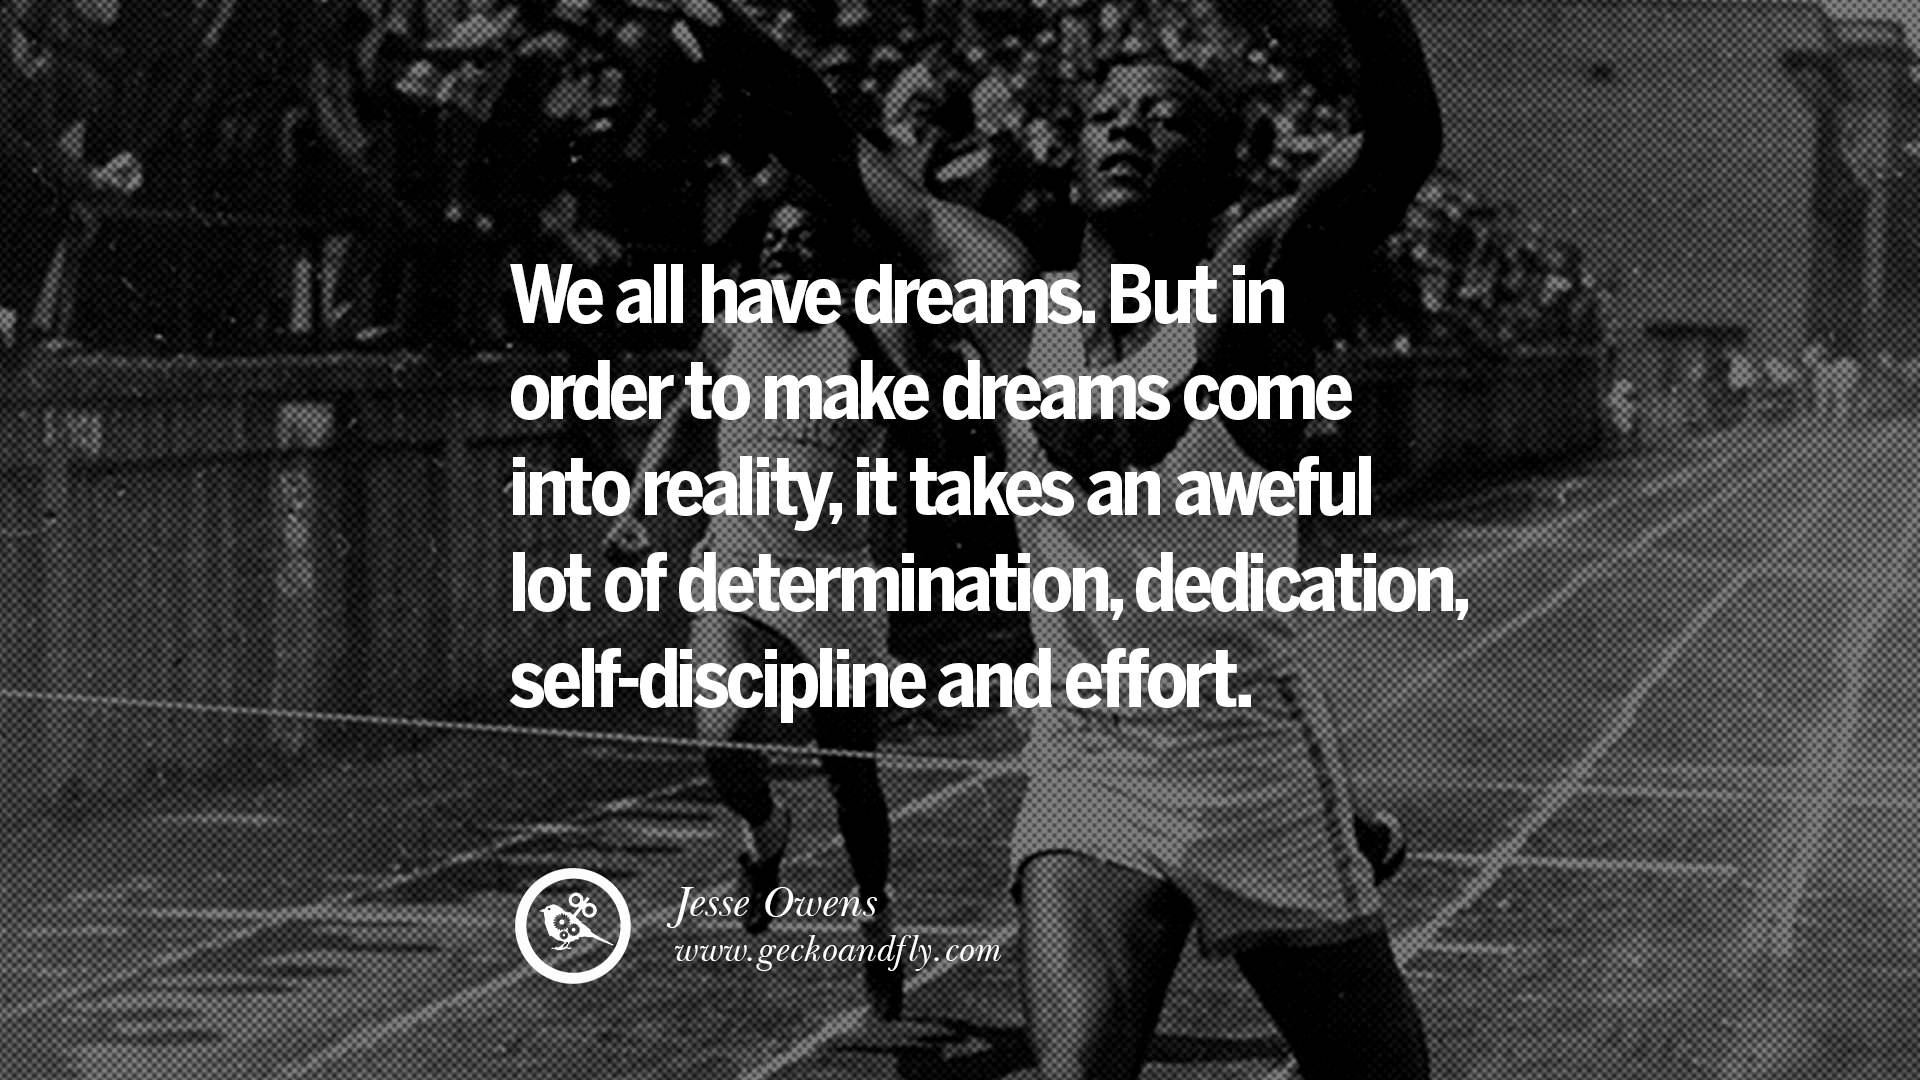 We all have dreams. But in
order to make dreams come
into reality, it takes an aweful
lot of determination, dedication,
self-discipline and effort.
Jesse Owens
www.geckoandfly.com